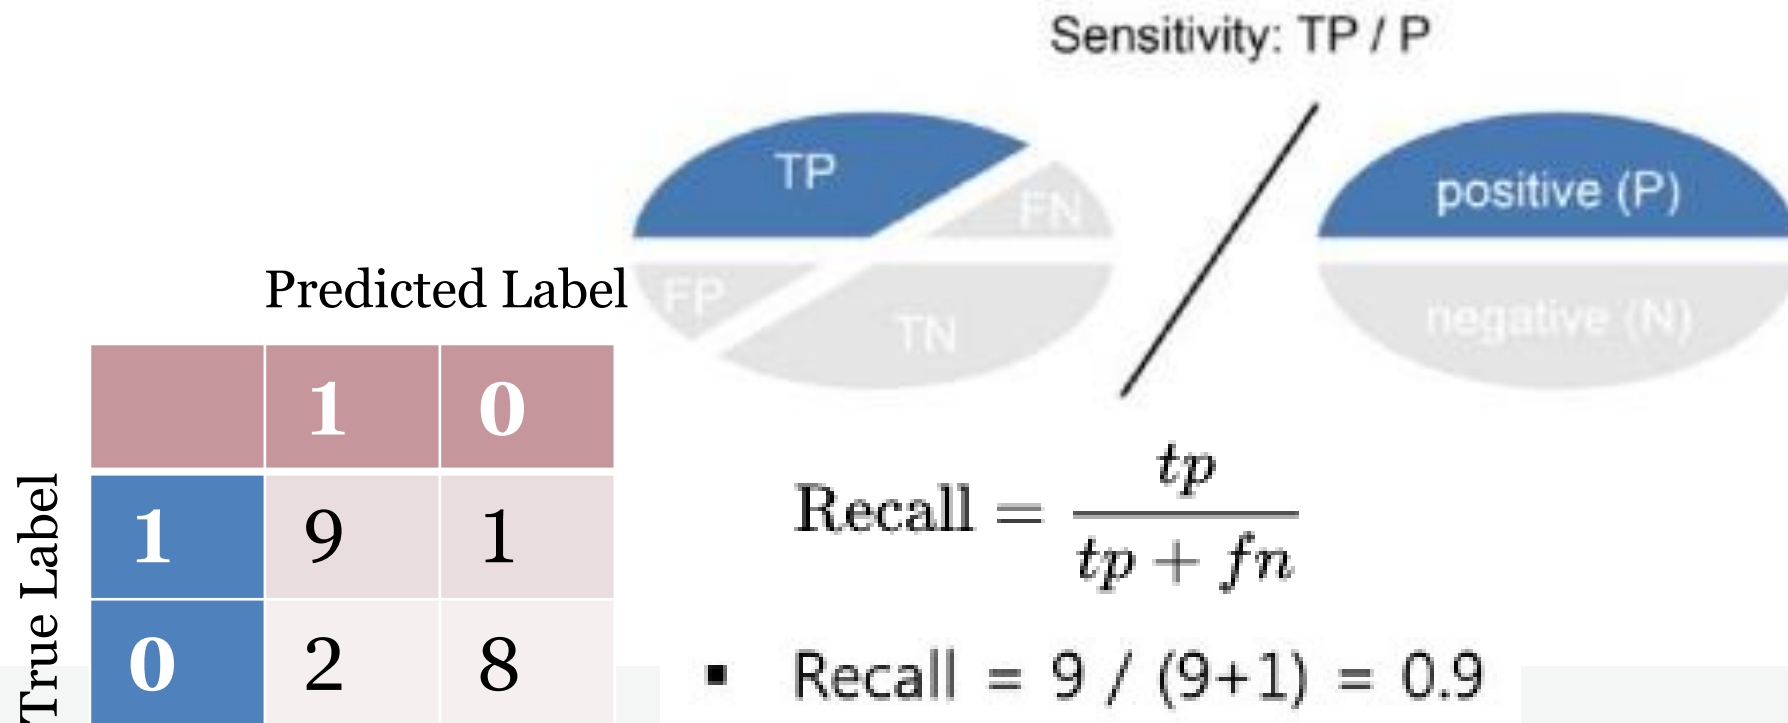 Sensitivity: TP / P
TP
FN
FP
TN
positive (P)
negative (N)
Predicted Label
True Label
1 0
1 9 1
0 2 8
Recall = tp / tp + fn
▪ Recall = 9 / (9+1) = 0.9